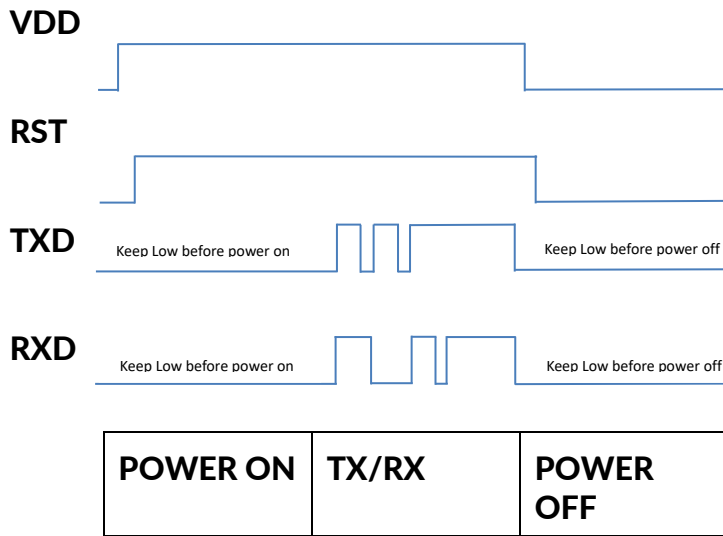 VDD
RST
TXD
Keep Low before power on
Keep Low before power off
RXD
Keep Low before power on
Keep Low before power off
POWER ON
TX/RX
POWER
OFF